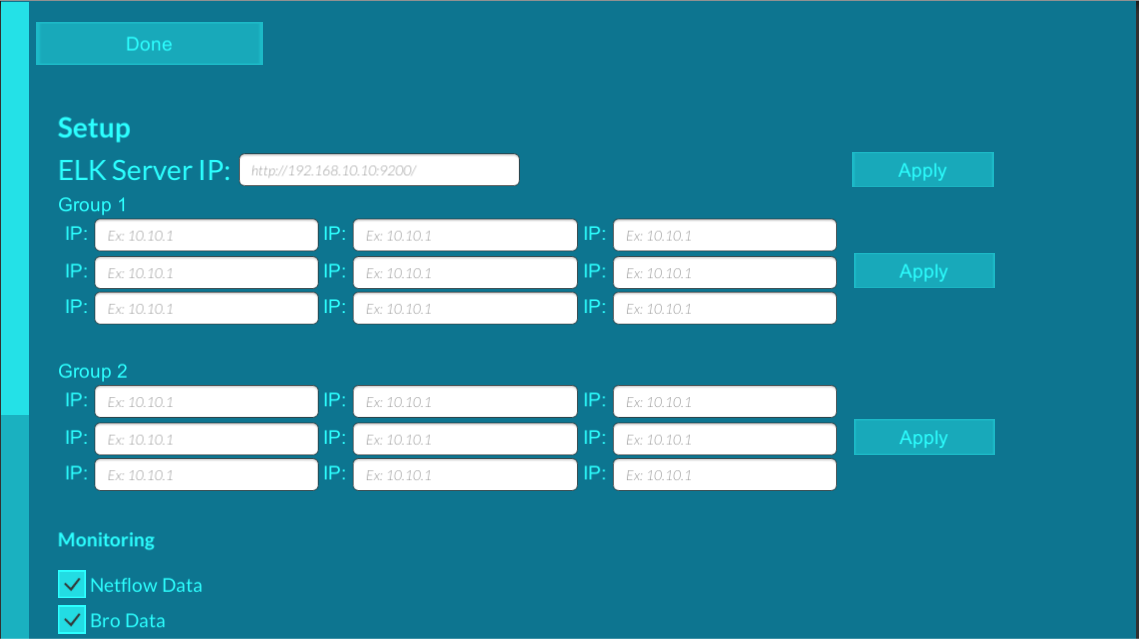 Done
Setup
ELK Server IP: http://192.168.10.10:9200/ Apply
Group 1
IP: Ex: 10.10.1 IP: Ex: 10.10.1 IP: Ex: 10.10.1
IP: Ex: 10.10.1 IP: Ex: 10.10.1 IP: Ex: 10.10.1 Apply
IP: Ex: 10.10.1 IP: Ex: 10.10.1 IP: Ex: 10.10.1
Group 2
IP: Ex: 10.10.1 IP: Ex: 10.10.1 IP: Ex: 10.10.1
IP: Ex: 10.10.1 IP: Ex: 10.10.1 IP: Ex: 10.10.1 Apply
IP: Ex: 10.10.1 IP: Ex: 10.10.1 IP: Ex: 10.10.1
Monitoring
Netflow Data
Bro Data